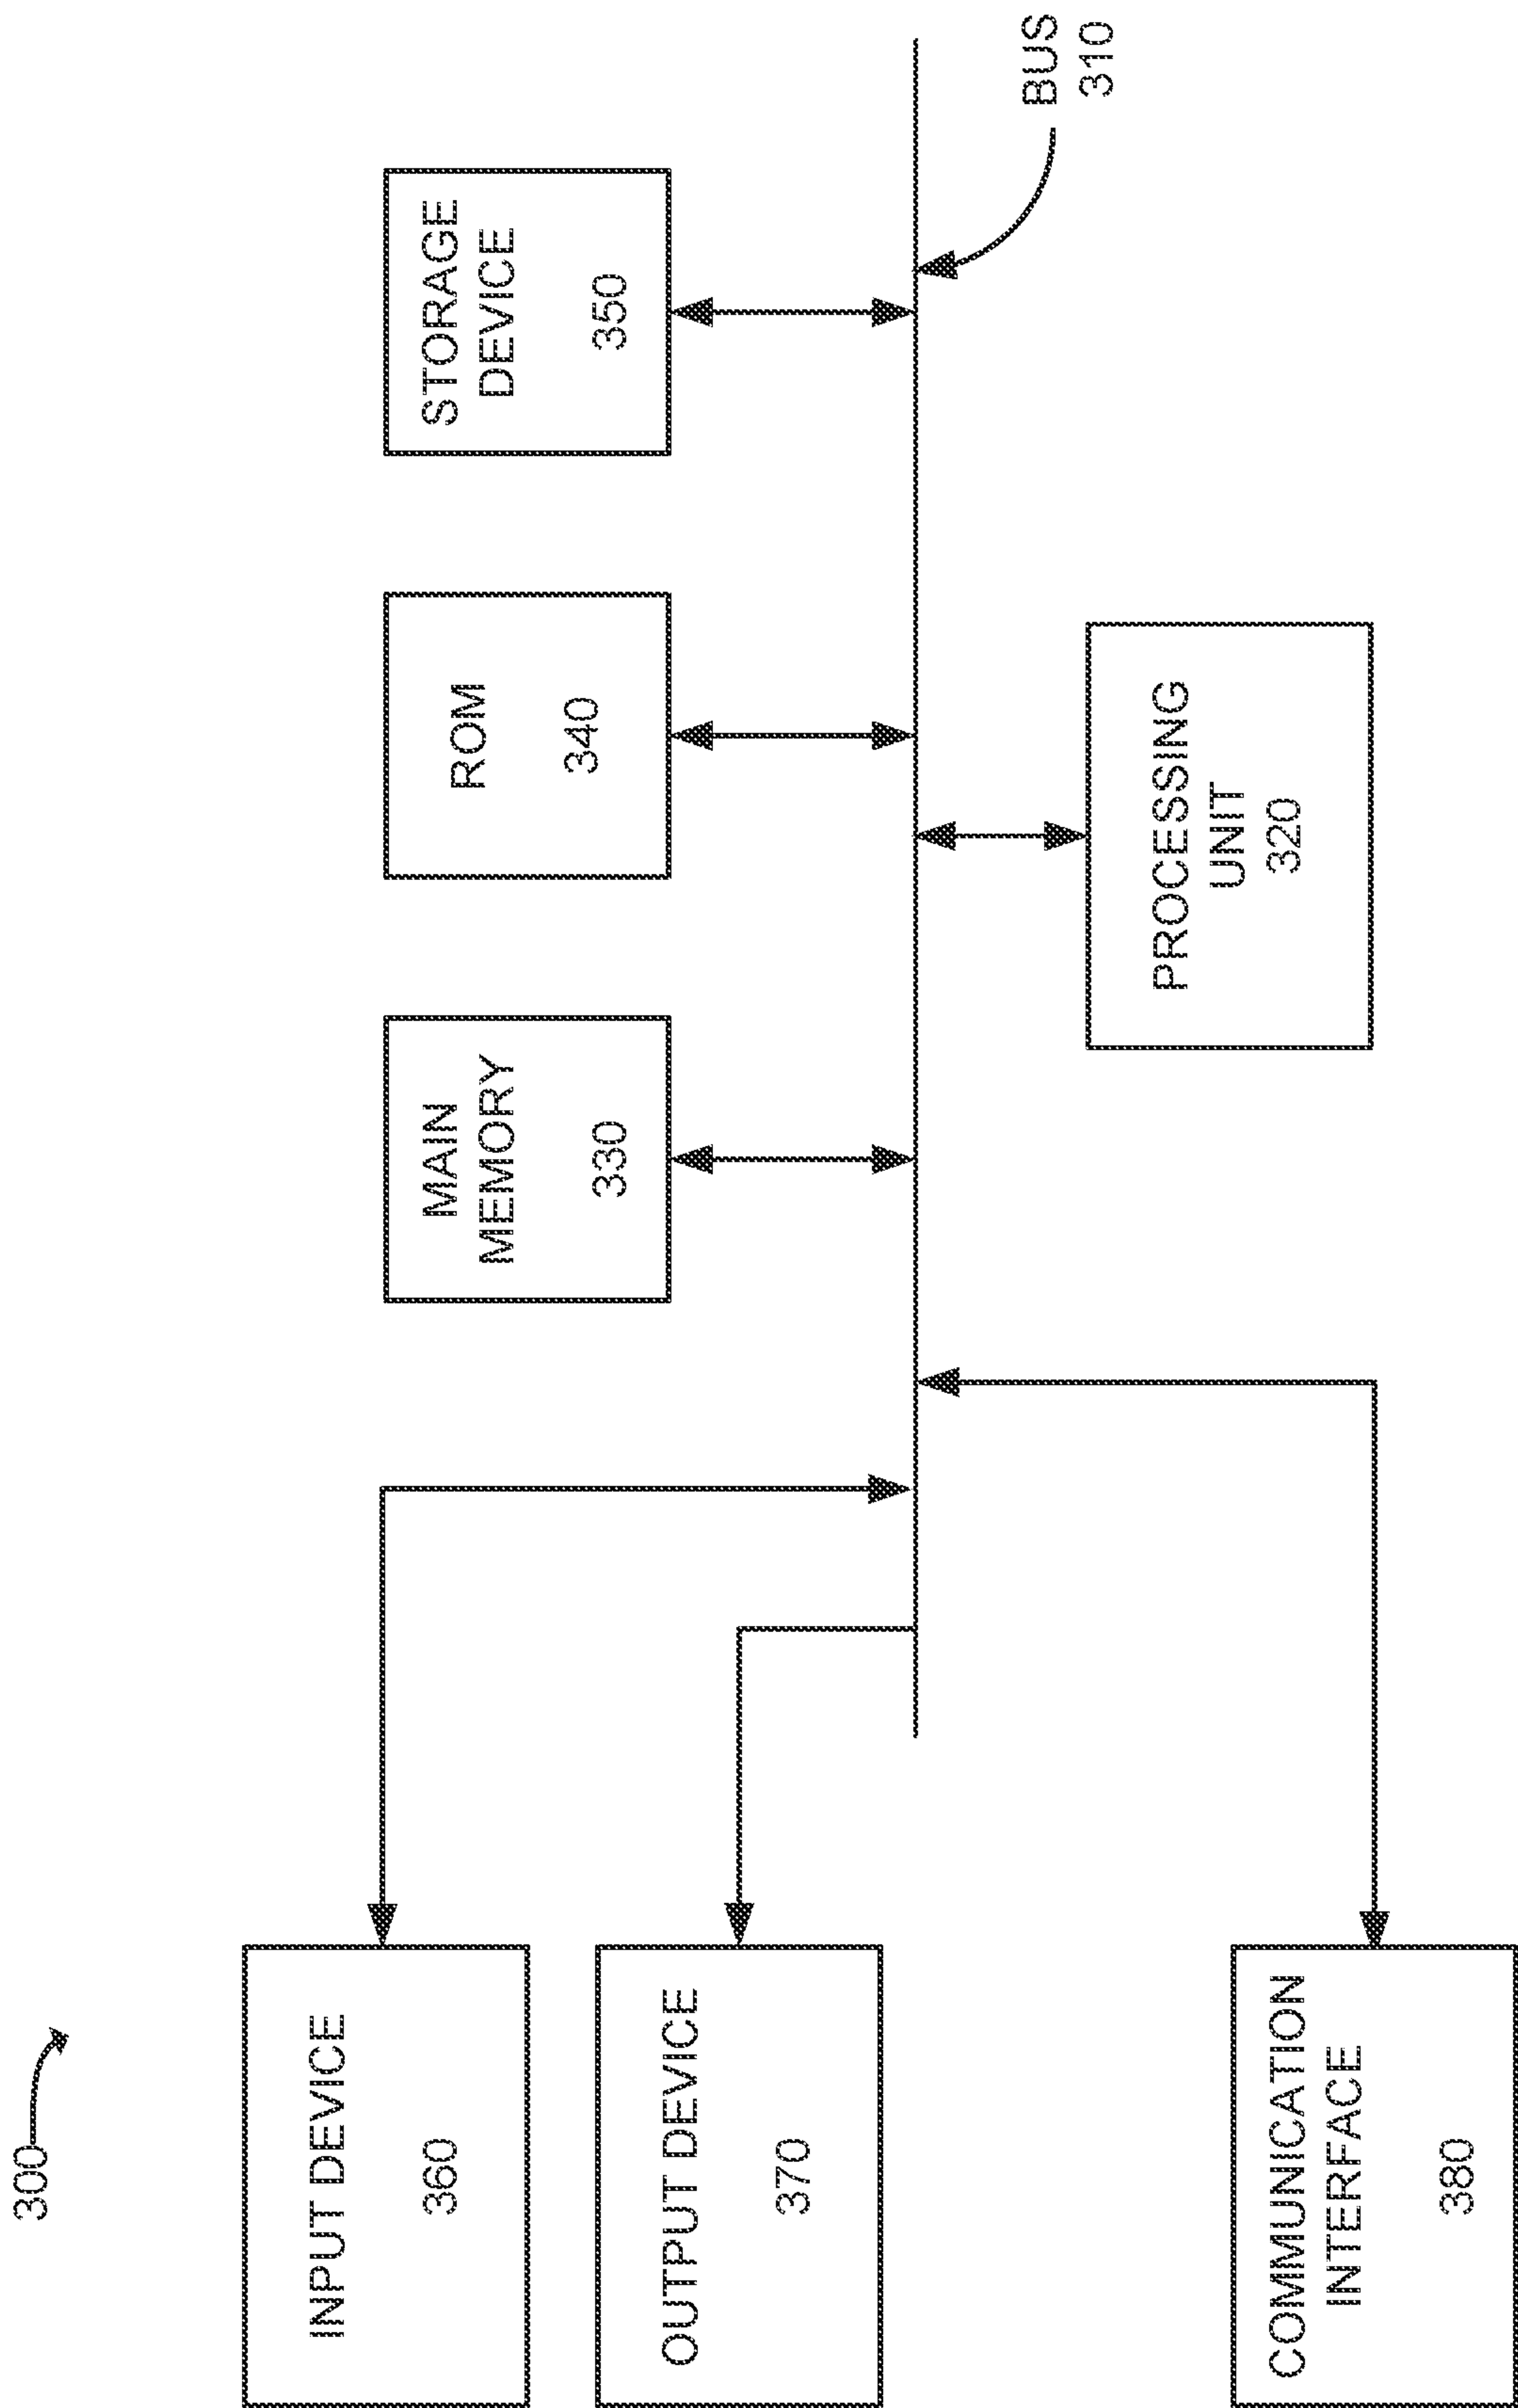 300
MAIN
MEMORY
330
ROM
340
STORAGE
DEVICE
350
INPUT DEVICE
360
OUTPUT DEVICE
370
BUS
310
PROCESSING
UNIT
320
COMMUNICATION
INTERFACE
380